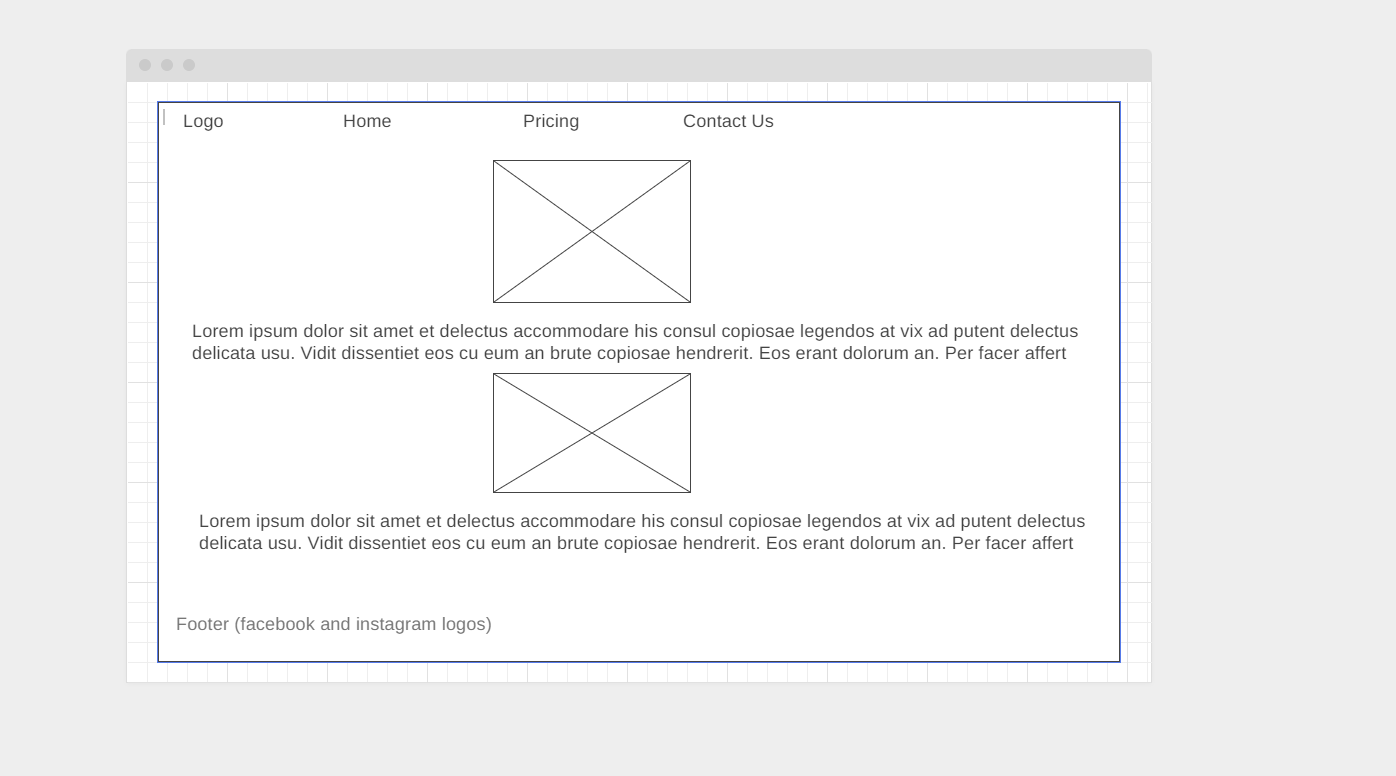 Logo Home Pricing Contact Us
Lorem ipsum dolor sit amet et delectus accommodare his consul copiosae legendos at vix ad putent delectus
delicata usu. Vidit dissentiet eos cu eum an brute copiosae hendrerit. Eos erant dolorum an. Per facer affert
Lorem ipsum dolor sit amet et delectus accommodare his consul copiosae legendos at vix ad putent delectus
delicata usu. Vidit dissentiet eos cu eum an brute copiosae hendrerit. Eos erant dolorum an. Per facer affert
Footer (facebook and instagram logos)